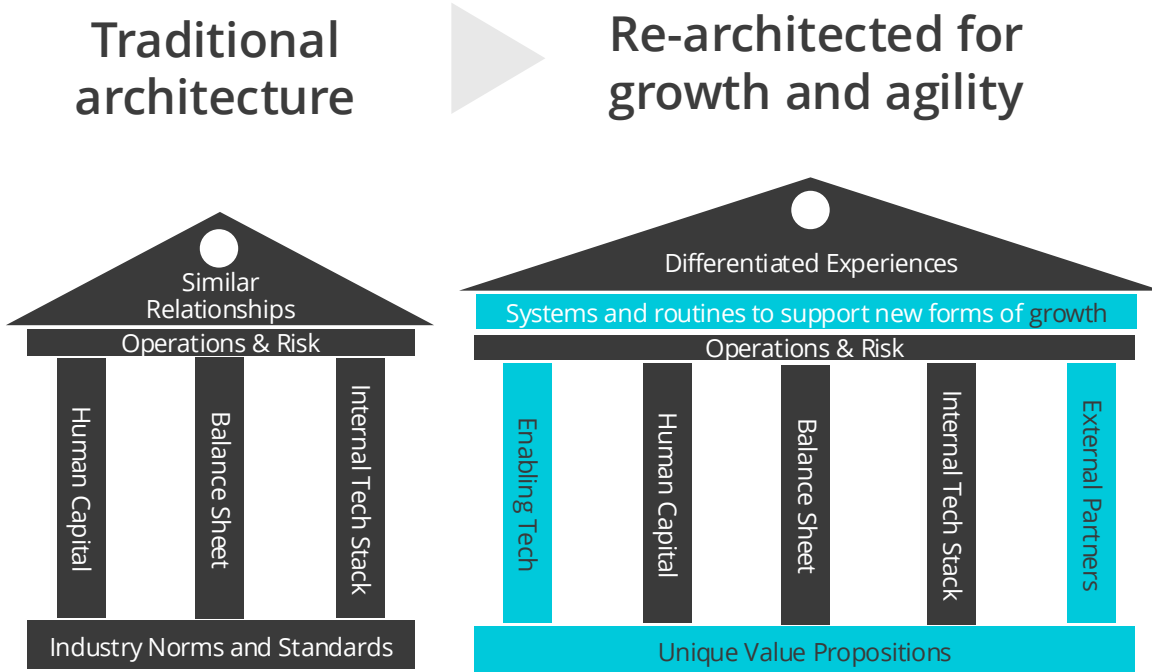 Traditional
architecture
Re-architected for
growth and agility
Similar
Relationships
Operations & Risk
Human Capital
Balance Sheet
Internal Tech Stack
Industry Norms and Standards
Differentiated Experiences
Systems and routines to support new forms of growth
Operations & Risk
Enabling Tech
Human Capital
Balance Sheet
Internal Tech Stack
External Partners
Unique Value Propositions